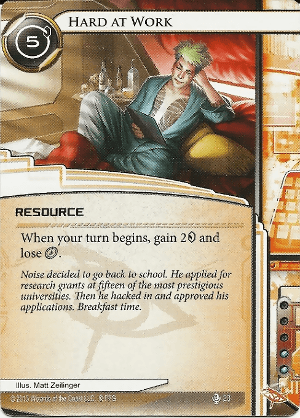 HARD AT WORK
5
RESOURCE
When your turn begins, gain 2 and
lose .
Noise decided to go back to school. He applied for
research grants at fifteen of the most prestigious
universities. Then he hacked in and approved his
applications. Breakfast time.
Illus. Matt Zeilinger
23